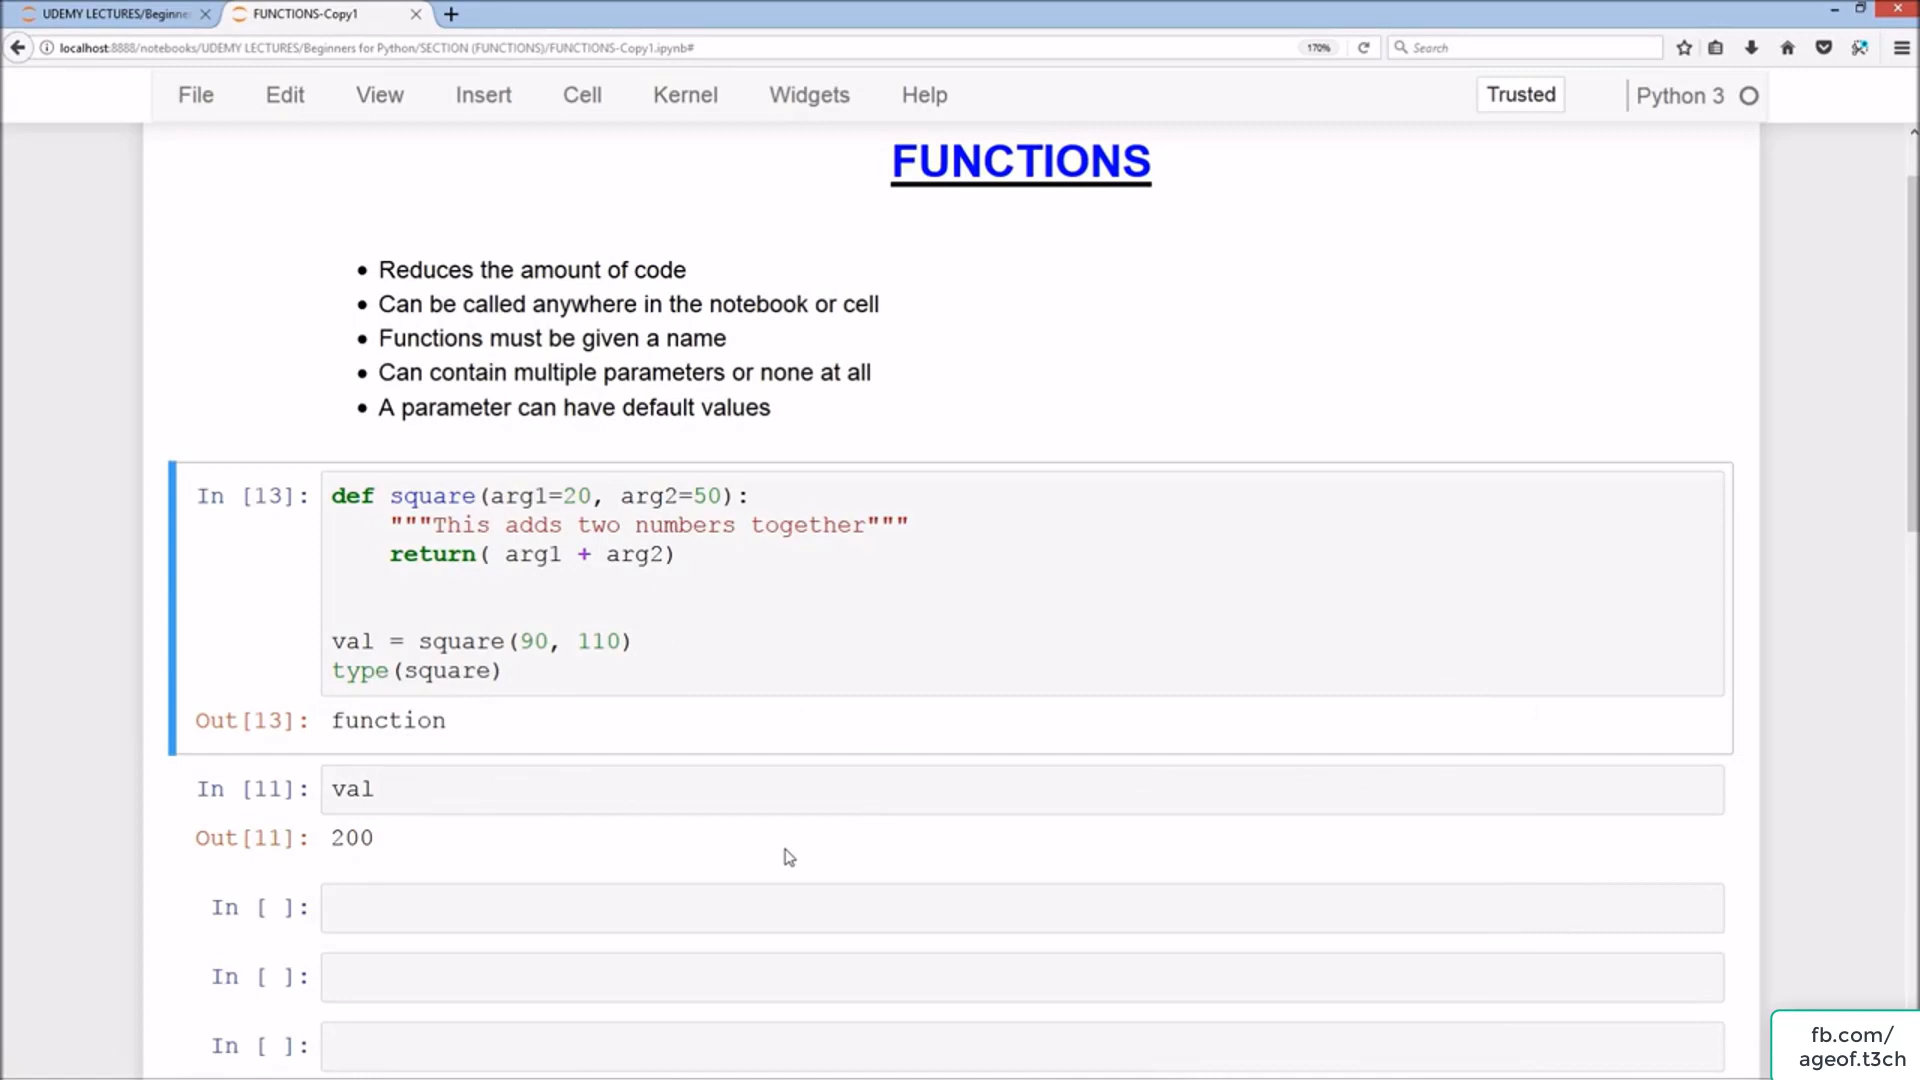 UDEMY LECTURES/Beginne
FUNCTIONS-Copy1
localhost:8888/notebooks/UDEMY LECTURES/Beginners for Python/SECTION (FUNCTIONS)/FUNCTIONS-Copy1.ipynb#
170%
Search
File Edit View Insert Cell Kernel Widgets Help
Trusted
Python 3
FUNCTIONS
• Reduces the amount of code
• Can be called anywhere in the notebook or cell
• Functions must be given a name
• Can contain multiple parameters or none at all
• A parameter can have default values
In [13]: def square(arg1=20, arg2=50):
"""This adds two numbers together"""
return( arg1 + arg2)
val = square(90, 110)
type(square)
Out[13]: function
In [11]: val
Out[11]: 200
In [ ]:
In [ ]:
In [ ]:
fb.com/
ageof.t3ch